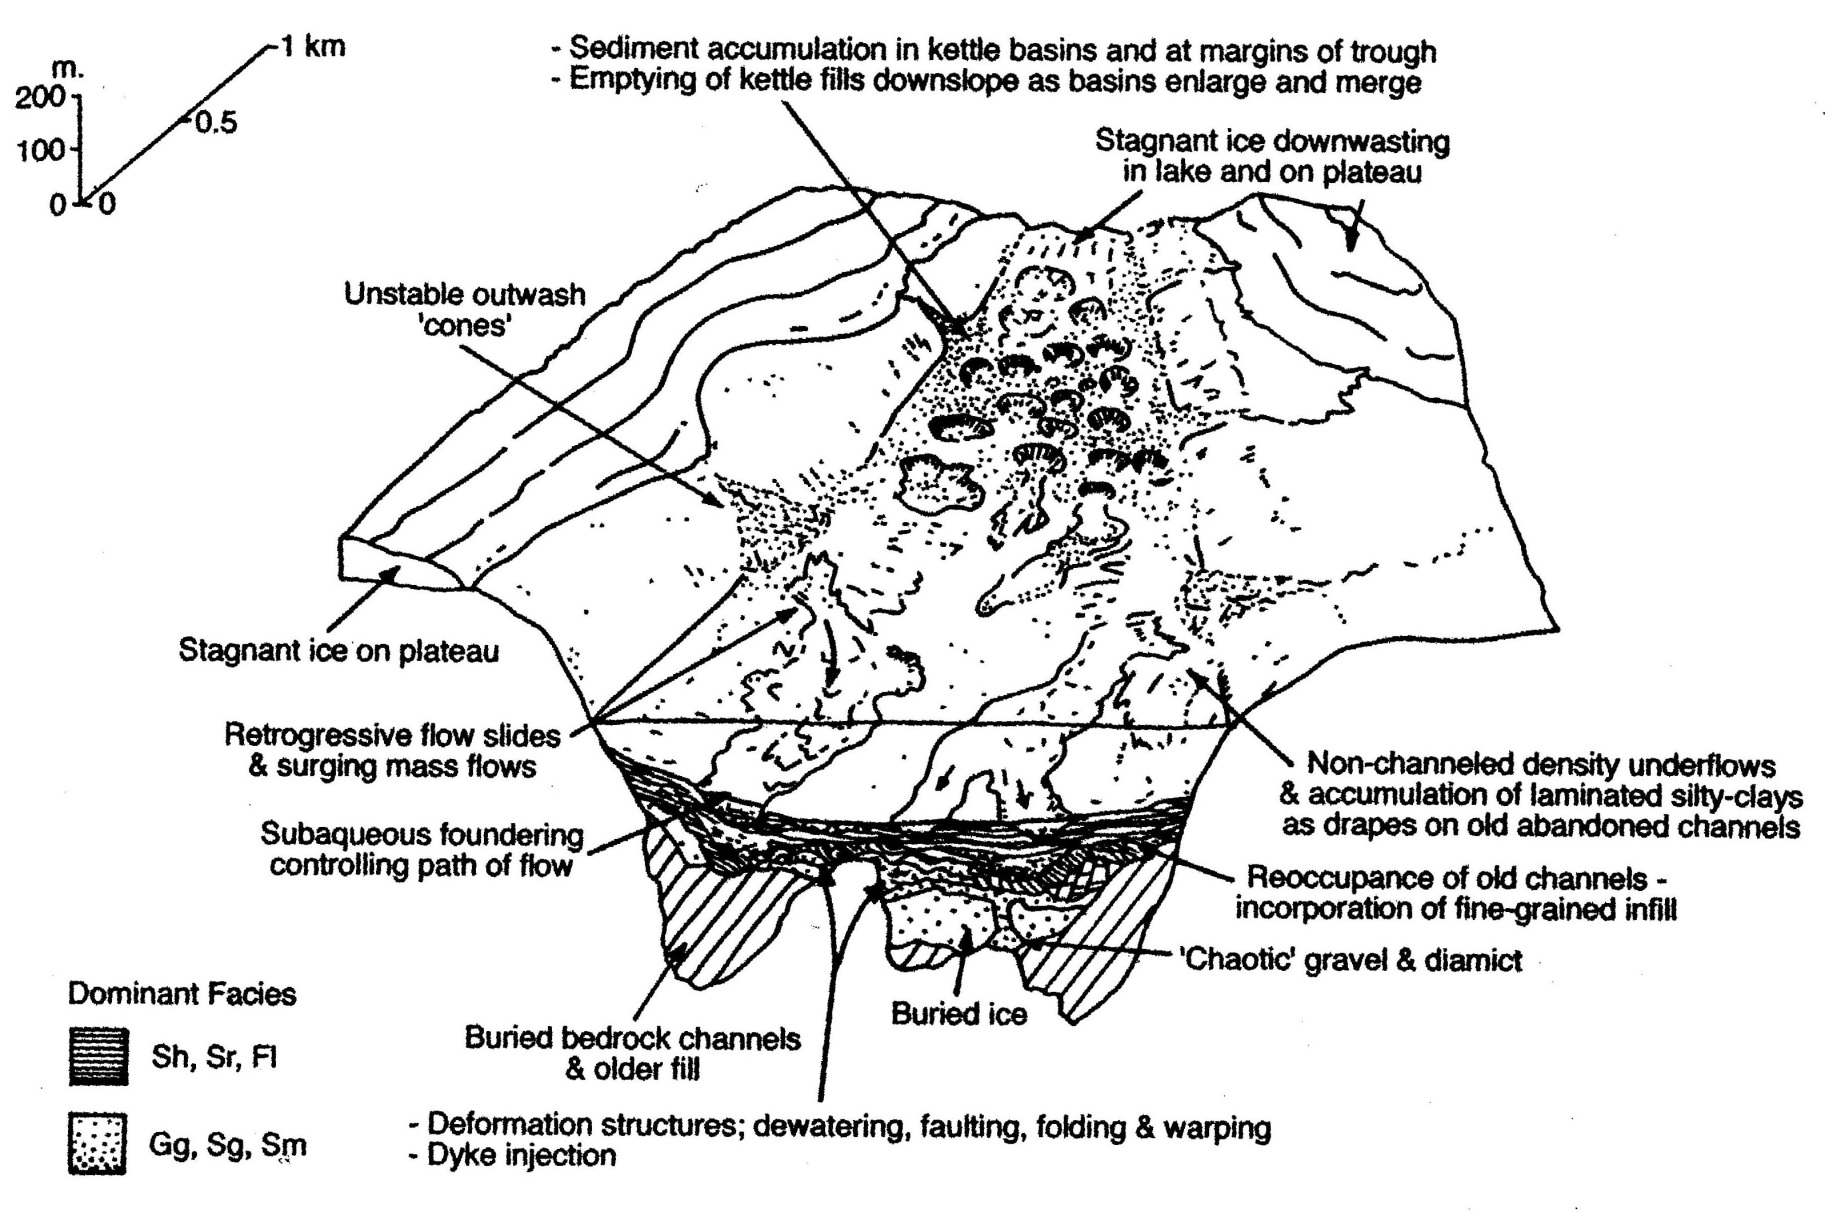 1 km
m.
200
0.5
100
0
0
- Sediment accumulation in kettle basins and at margins of trough
- Emptying of kettle fills downslope as basins enlarge and merge
Stagnant ice downwasting
in lake and on plateau
Unstable outwash
'cones'
Stagnant ice on plateau
Retrogressive flow slides
& surging mass flows
Non-channeled density underflows
& accumulation of laminated silty-clays
as drapes on old abandoned channels
Subaqueous foundering
controlling path of flow
Reoccupance of old channels -
incorporation of fine-grained infill
'Chaotic' gravel & diamict
Buried ice
Buried bedrock channels
& older fill
Dominant Facies
Sh, Sr, Fl
Gg, Sg, Sm
- Deformation structures; dewatering, faulting, folding & warping
- Dyke injection